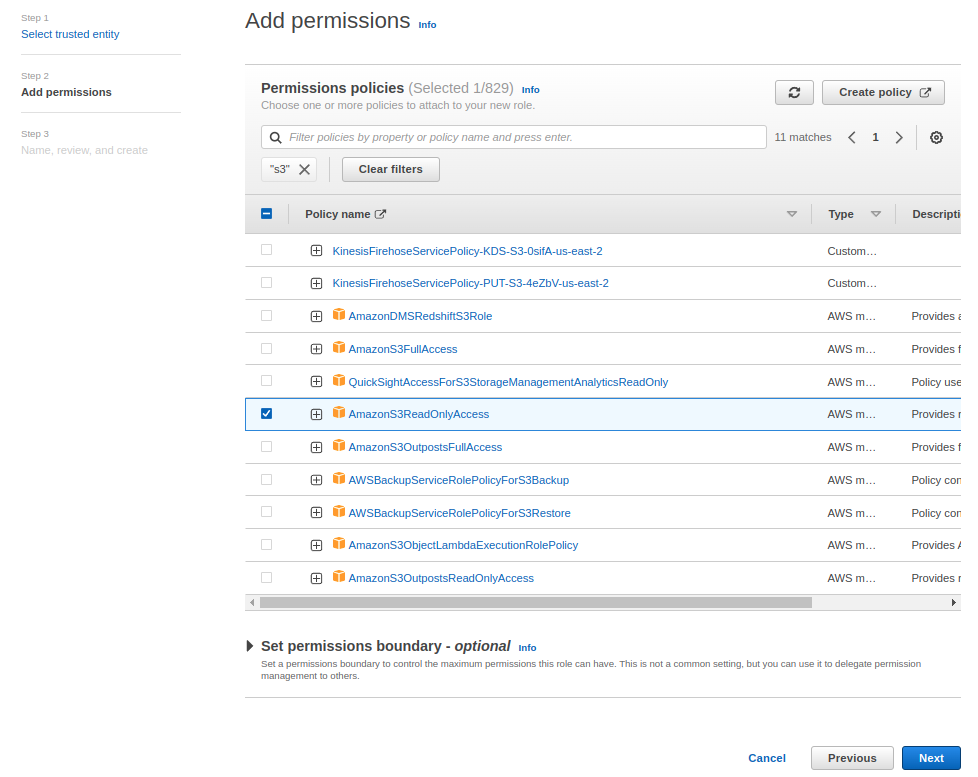 Step 1
Select trusted entity
Step 2
Add permissions
Step 3
Name, review, and create
Add permissions Info
Permissions policies (Selected 1/829) Info
Choose one or more policies to attach to your new role.
Create policy
Filter policies by property or policy name and press enter.
11 matches 1
"s3"
Clear filters
Policy name Type Descripti
KinesisFirehoseServicePolicy-KDS-S3-0sifA-us-east-2 Custom…
KinesisFirehoseServicePolicy-PUT-S3-4eZbV-us-east-2 Custom…
AmazonDMSRedshiftS3Role AWS m… Provides a
AmazonS3FullAccess AWS m… Provides f
QuickSightAccessForS3StorageManagementAnalyticsReadOnly AWS m… Policy use
AmazonS3ReadOnlyAccess AWS m… Provides r
AmazonS3OutpostsFullAccess AWS m… Provides f
AWSBackupServiceRolePolicyForS3Backup AWS m… Policy con
AWSBackupServiceRolePolicyForS3Restore AWS m… Policy con
AmazonS3ObjectLambdaExecutionRolePolicy AWS m… Provides A
AmazonS3OutpostsReadOnlyAccess AWS m… Provides r
Set permissions boundary - optional Info
Set a permissions boundary to control the maximum permissions this role can have. This is not a common setting, but you can use it to delegate permission
management to others.
Cancel Previous Next